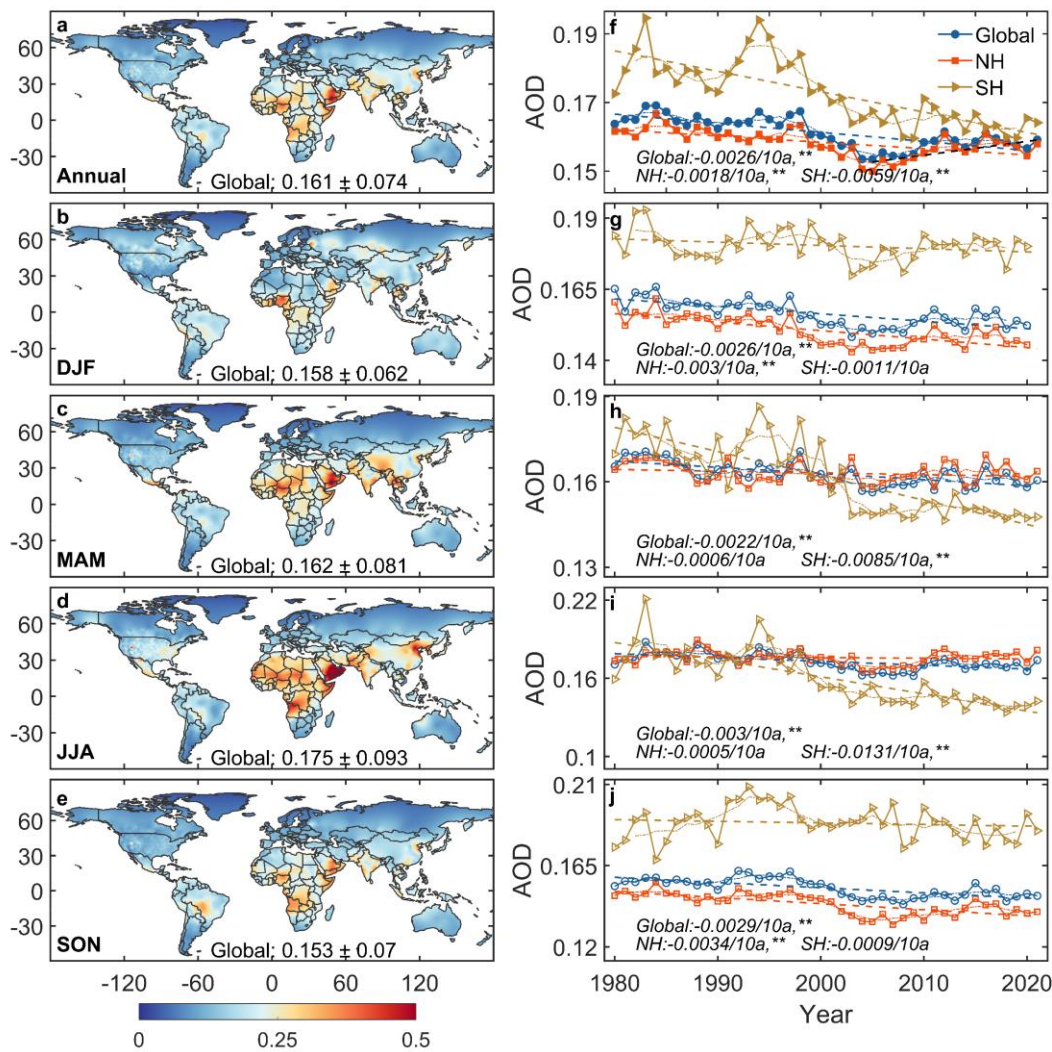 a
60
30
0
-30
Annual
Global; 0.161 ± 0.074
b
60
30
0
-30
DJF
Global; 0.158 ± 0.062
c
60
30
0
-30
MAM
Global; 0.162 ± 0.081
d
60
30
0
-30
JJA
Global; 0.175 ± 0.093
e
60
30
0
-30
SON
Global; 0.153 ± 0.07
-120 -60 0 60 120
0 0.25 0.5
f
0.19
0.17
0.15
AOD
Global
NH
SH
Global:-0.0026/10a,**
NH:-0.0018/10a,** SH:-0.0059/10a,**
g
0.19
0.165
0.14
AOD
Global:-0.0026/10a,**
NH:-0.003/10a,** SH:-0.0011/10a
h
0.19
0.16
0.13
AOD
Global:-0.0022/10a,**
NH:-0.0006/10a SH:-0.0085/10a,**
i
0.22
0.16
0.1
AOD
Global:-0.003/10a,**
NH:-0.0005/10a SH:-0.0131/10a,**
j
0.21
0.165
0.12
AOD
Global:-0.0029/10a,**
NH:-0.0034/10a,** SH:-0.0009/10a
1980 1990 2000 2010 2020
Year